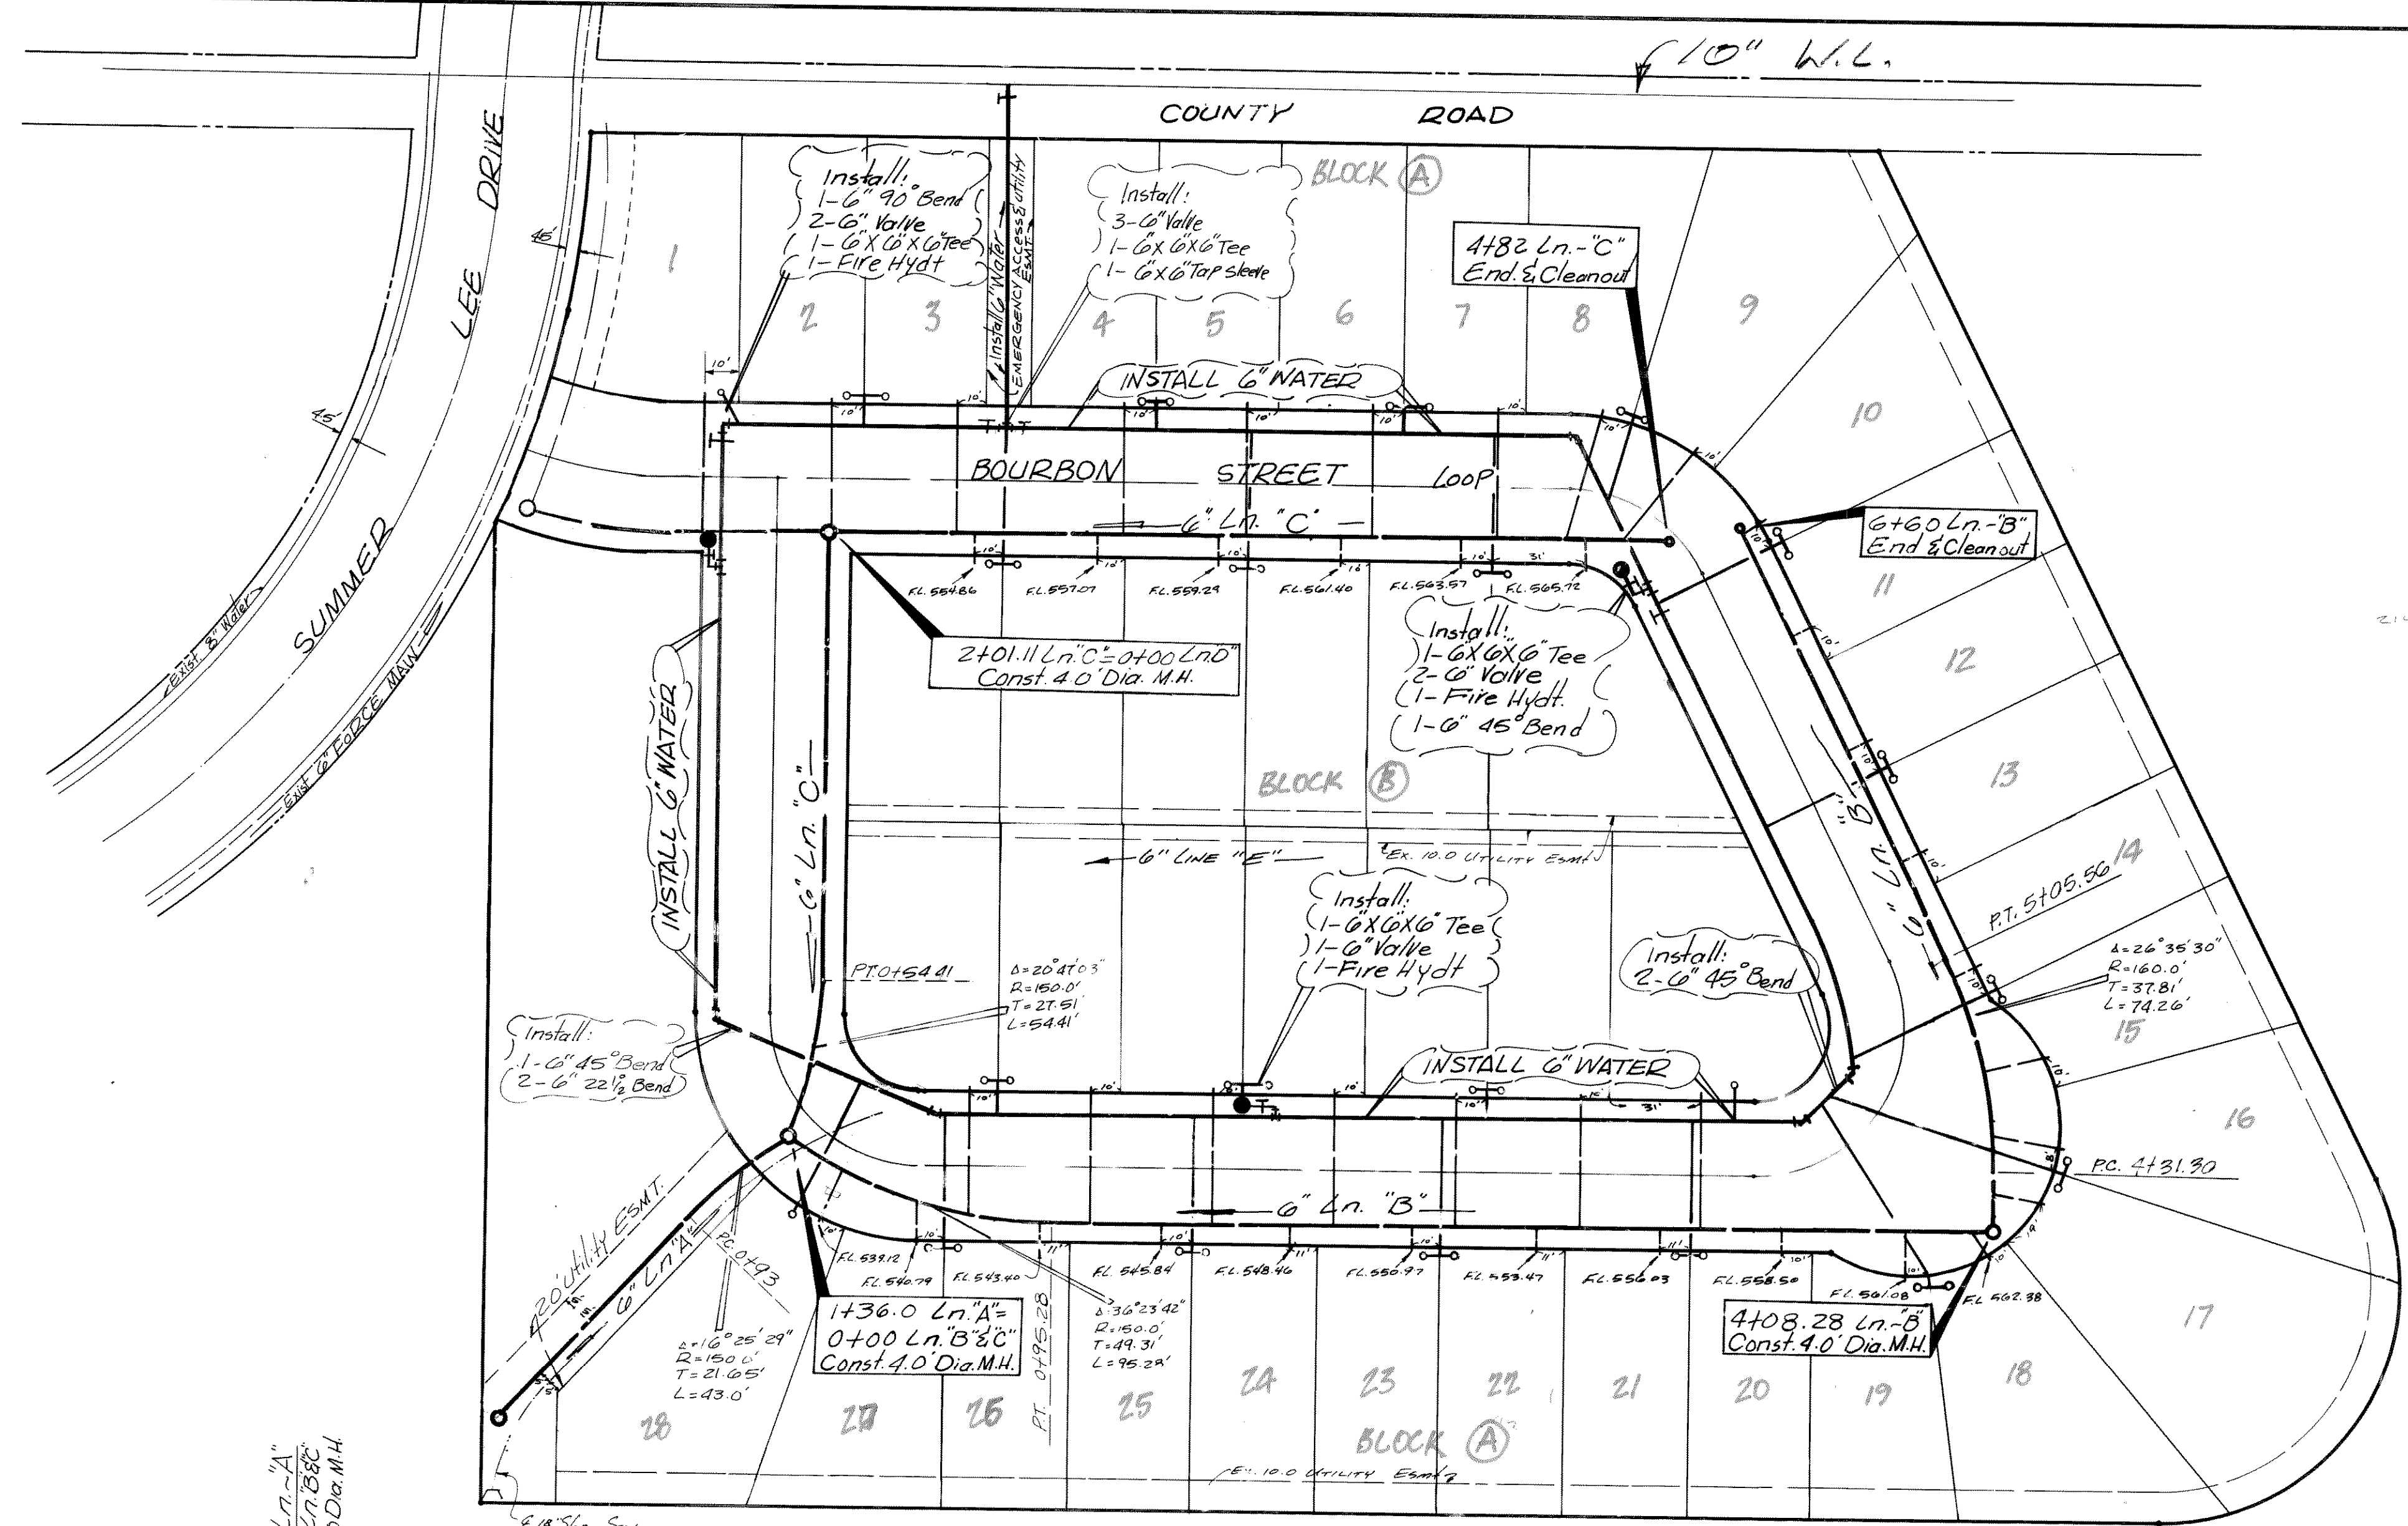 10" W.L.
COUNTY ROAD
SUMMER LEE DRIVE
45'
45'
Exist. 8" Water
Exist 6" FORCE MAIN
BLOCK A
1
2
3
4
5
6
7
8
9
10
11
12
13
14
15
16
17
18
19
20
21
22
23
24
25
26
27
28
Install:
1-6" 90° Bend
2-6" Valve
1-6"X6"X6" Tee
1-Fire Hydt
Install 6" Water
EMERGENCY ACCESS & UTILITY
ESMT.
Install:
3-6" Valve
1-6X6X6" Tee
1-6X6" Tap Sleeve
4+82 Ln.-"C"
End. & Cleanout
10'
INSTALL 6" WATER
BOURBON STREET LOOP
6" Ln. "C"
6+60 Ln.-"B"
End & Cleanout
31'
F.L. 554.86
F.L. 557.07
F.L. 559.29
F.L. 561.40
F.L. 563.57
F.L. 565.72
2+01.11 Ln."C"=0+00 Ln."D"
Const. 4.0' Dia. M.H.
Install:
1-6X6X6" Tee
2-6" Valve
1-Fire Hydt.
1-6" 45° Bend
INSTALL 6" WATER
6" Ln. "C"
BLOCK B
6" LINE "E"
Ex. 10.0 UTILITY Esmt
6" Ln. "B"
P.T. 5+05.56
Δ=26°35'30"
R=160.0'
T=37.81'
L=74.26'
P.T. 0+54.41
Δ=20°47'03"
R=150.0'
T=27.51'
L=54.41'
Install:
1-6X6X6" Tee
1-6" Valve
1-Fire Hydt
Install:
2-6" 45° Bend
Install:
1-6" 45° Bend
2-6" 22½° Bend
INSTALL 6" WATER
31'
P.C. 4+31.30
6" Ln. "B"
20' Utility ESMT.
6" Ln. "A"
P.C. 0+93
F.L. 539.12
F.L. 540.79
F.L. 543.40
F.L. 545.84
F.L. 548.46
F.L. 550.97
F.L. 553.47
F.L. 556.03
F.L. 558.50
F.L. 561.08
F.L. 562.38
1+36.0 Ln."A"=
0+00 Ln."B"&"C"
Const. 4.0' Dia. M.H.
Δ=16°25'29"
R=150.0'
T=21.65'
L=43.0'
P.T. 0+95.28
Δ=36°23'42"
R=150.0'
T=49.31'
L=95.28'
4+08.28 Ln.-"B"
Const. 4.0' Dia. M.H.
BLOCK A
Ex. 10.0 UTILITY Esmt
Ln.-"A"
Ln. B&C"
Dia. M.H.